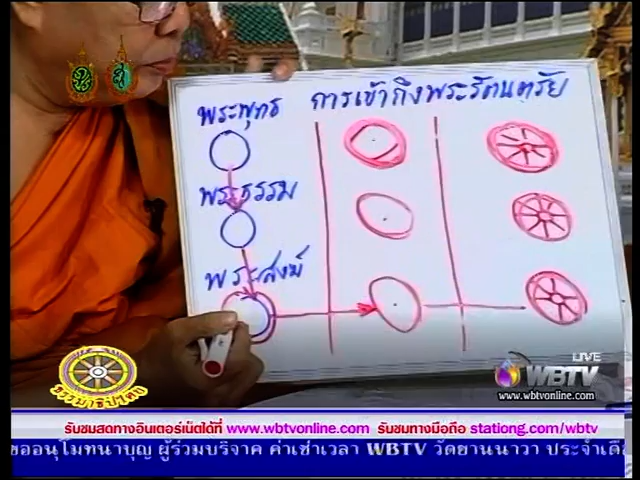 การเข้าถึงพระรัตนตรัย
พระพุทธ
พระธรรม
พระสงฆ์
ธรรมาธิปไตย
LIVE
WBTV
www.wbtvonline.com
รับชมสดทางอินเตอร์เน็ตได้ที่ www.wbtvonline.com รับชมทางมือถือ stationg.com/wbtv
ขออนุโมทนาบุญ ผู้ร่วมบริจาค ค่าเช่าเวลา WBTV วัดยานนาวา ประจำเดือ